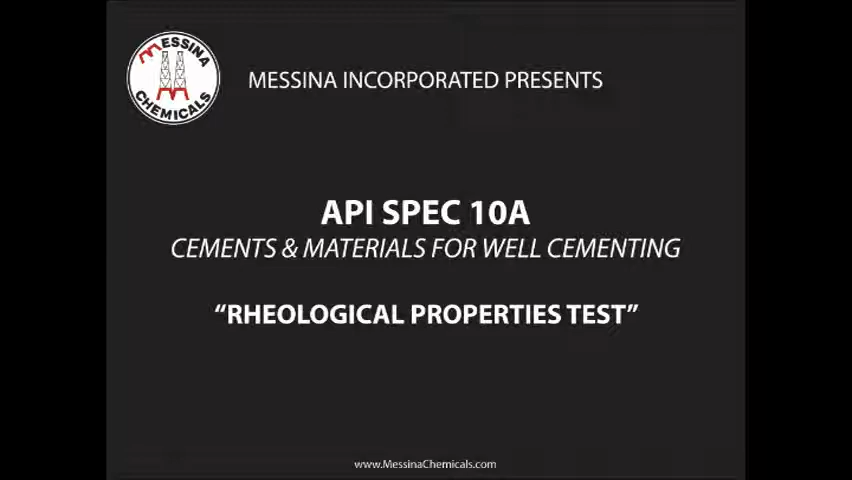 MESSINA
CHEMICALS
MESSINA INCORPORATED PRESENTS
API SPEC 10A
CEMENTS & MATERIALS FOR WELL CEMENTING
“RHEOLOGICAL PROPERTIES TEST”
www.MessinaChemicals.com